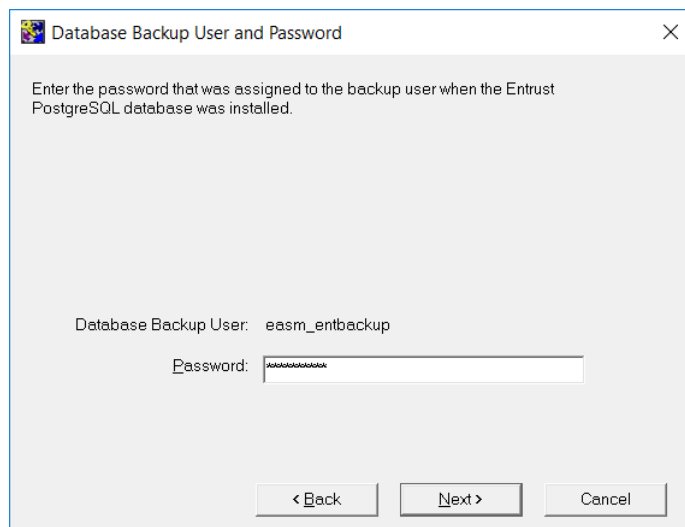 Database Backup User and Password
Enter the password that was assigned to the backup user when the Entrust
PostgreSQL database was installed.
Database Backup User: easm_entbackup
Password: ***********
< Back Next > Cancel